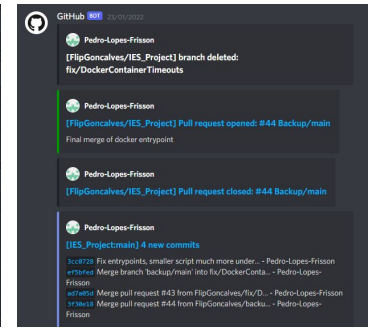 GitHub BOT 23/01/2022
Pedro-Lopes-Frisson
[FlipGoncalves/IES_Project] branch deleted:
fix/DockerContainerTimeouts
Pedro-Lopes-Frisson
[FlipGoncalves/IES_Project] Pull request opened: #44 Backup/main
Final merge of docker entrypoint
Pedro-Lopes-Frisson
[FlipGoncalves/IES_Project] Pull request closed: #44 Backup/main
Pedro-Lopes-Frisson
[IES_Project:main] 4 new commits
3cc0728 Fix entrypoints, smaller script much more under... - Pedro-Lopes-Frisson
ef5bfed Merge branch 'backup/main' into fix/DockerConta... - Pedro-Lopes-
Frisson
ad7a05d Merge pull request #43 from FlipGoncalves/fix/D... - Pedro-Lopes-Frisson
3f30e18 Merge pull request #44 from FlipGoncalves/backu... - Pedro-Lopes-
Frisson